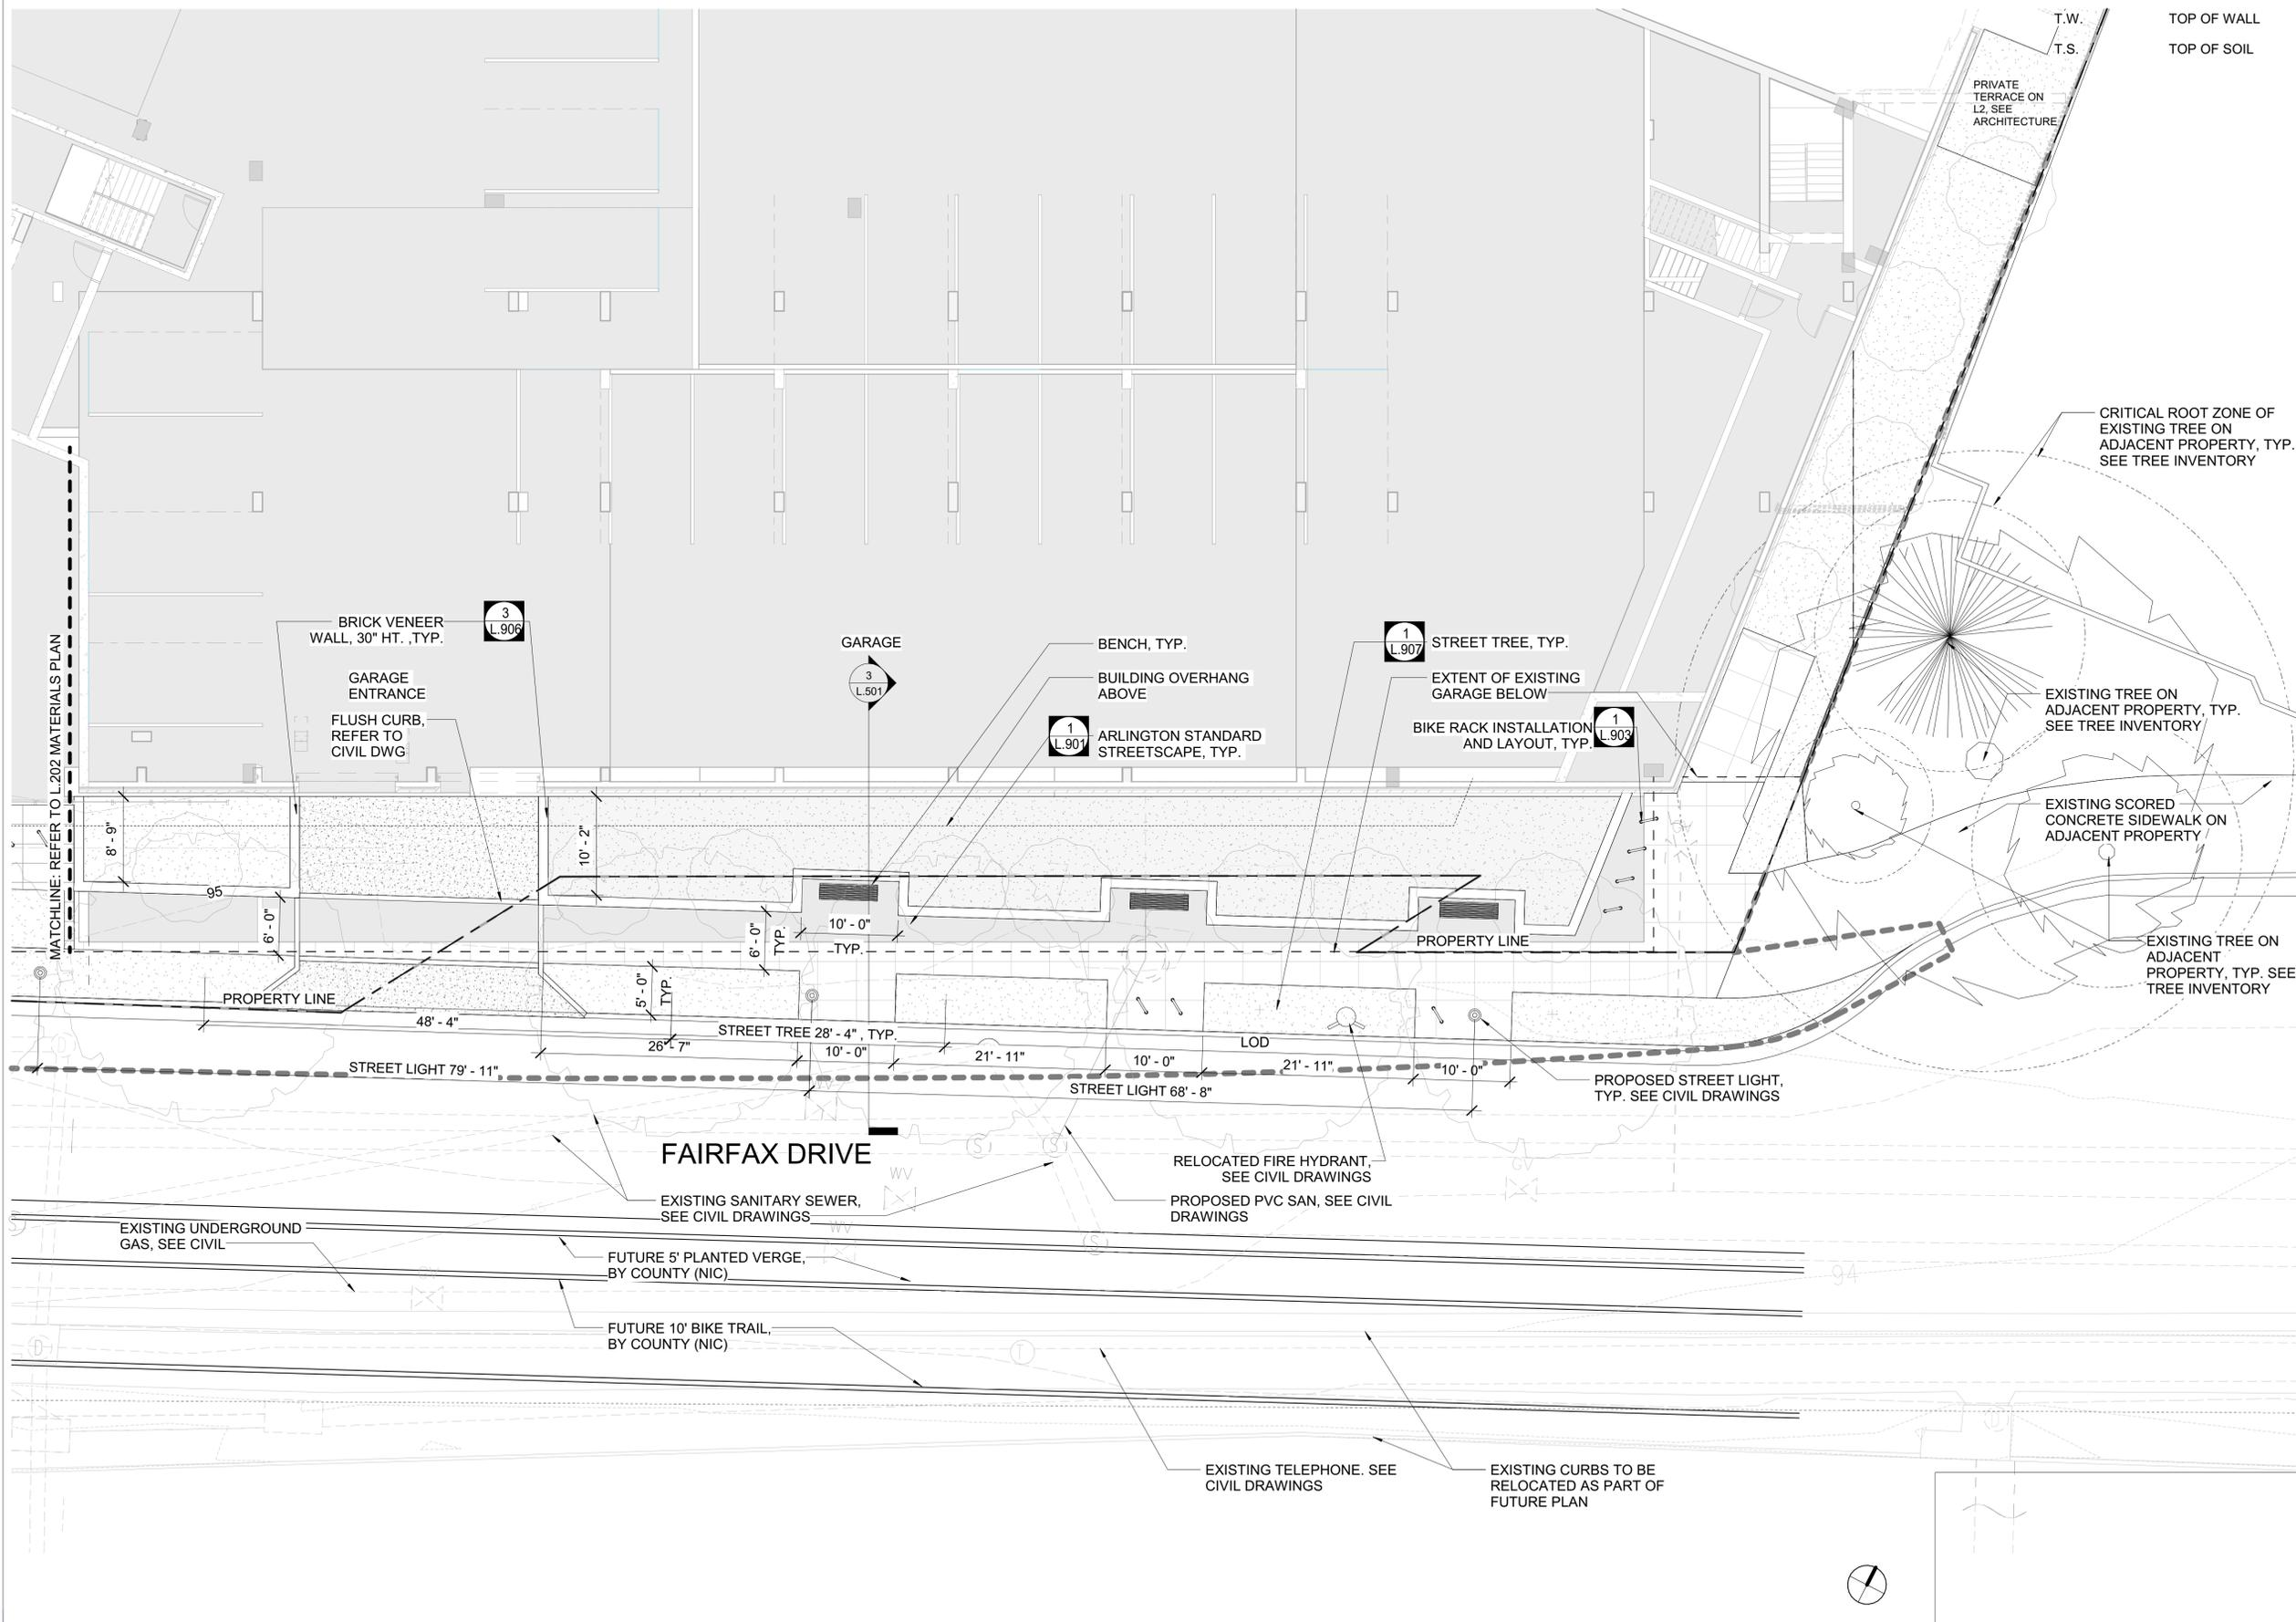 T.W. TOP OF WALL
T.S. TOP OF SOIL
PRIVATE
TERRACE ON
L2, SEE
ARCHITECTURE
CRITICAL ROOT ZONE OF
EXISTING TREE ON
ADJACENT PROPERTY, TYP.
SEE TREE INVENTORY
MATCHLINE: REFER TO L.202 MATERIALS PLAN
BRICK VENEER
WALL, 30" HT. ,TYP.
3
L.906
GARAGE
ENTRANCE
FLUSH CURB,
REFER TO
CIVIL DWG
GARAGE
3
L.501
BENCH, TYP.
BUILDING OVERHANG
ABOVE
1
L.901
ARLINGTON STANDARD
STREETSCAPE, TYP.
1
L.907
STREET TREE, TYP.
EXTENT OF EXISTING
GARAGE BELOW
BIKE RACK INSTALLATION
AND LAYOUT, TYP.
1
L.903
EXISTING TREE ON
ADJACENT PROPERTY, TYP.
SEE TREE INVENTORY
EXISTING SCORED
CONCRETE SIDEWALK ON
ADJACENT PROPERTY
EXISTING TREE ON
ADJACENT
PROPERTY, TYP. SEE
TREE INVENTORY
8' - 9"
10' - 2"
95
6' - 0"
10' - 0"
TYP.
6' - 0"
TYP.
5' - 0"
TYP.
PROPERTY LINE
PROPERTY LINE
48' - 4"
STREET TREE 28' - 4" , TYP.
26' - 7"
10' - 0"
21' - 11"
10' - 0"
21' - 11"
10' - 0"
LOD
STREET LIGHT 79' - 11"
STREET LIGHT 68' - 8"
PROPOSED STREET LIGHT,
TYP. SEE CIVIL DRAWINGS
FAIRFAX DRIVE
RELOCATED FIRE HYDRANT,
SEE CIVIL DRAWINGS
EXISTING SANITARY SEWER,
SEE CIVIL DRAWINGS
PROPOSED PVC SAN, SEE CIVIL
DRAWINGS
EXISTING UNDERGROUND
GAS, SEE CIVIL
FUTURE 5' PLANTED VERGE,
BY COUNTY (NIC)
FUTURE 10' BIKE TRAIL,
BY COUNTY (NIC)
EXISTING TELEPHONE. SEE
CIVIL DRAWINGS
EXISTING CURBS TO BE
RELOCATED AS PART OF
FUTURE PLAN
94
WV
WV
S
S
S
D
D
T